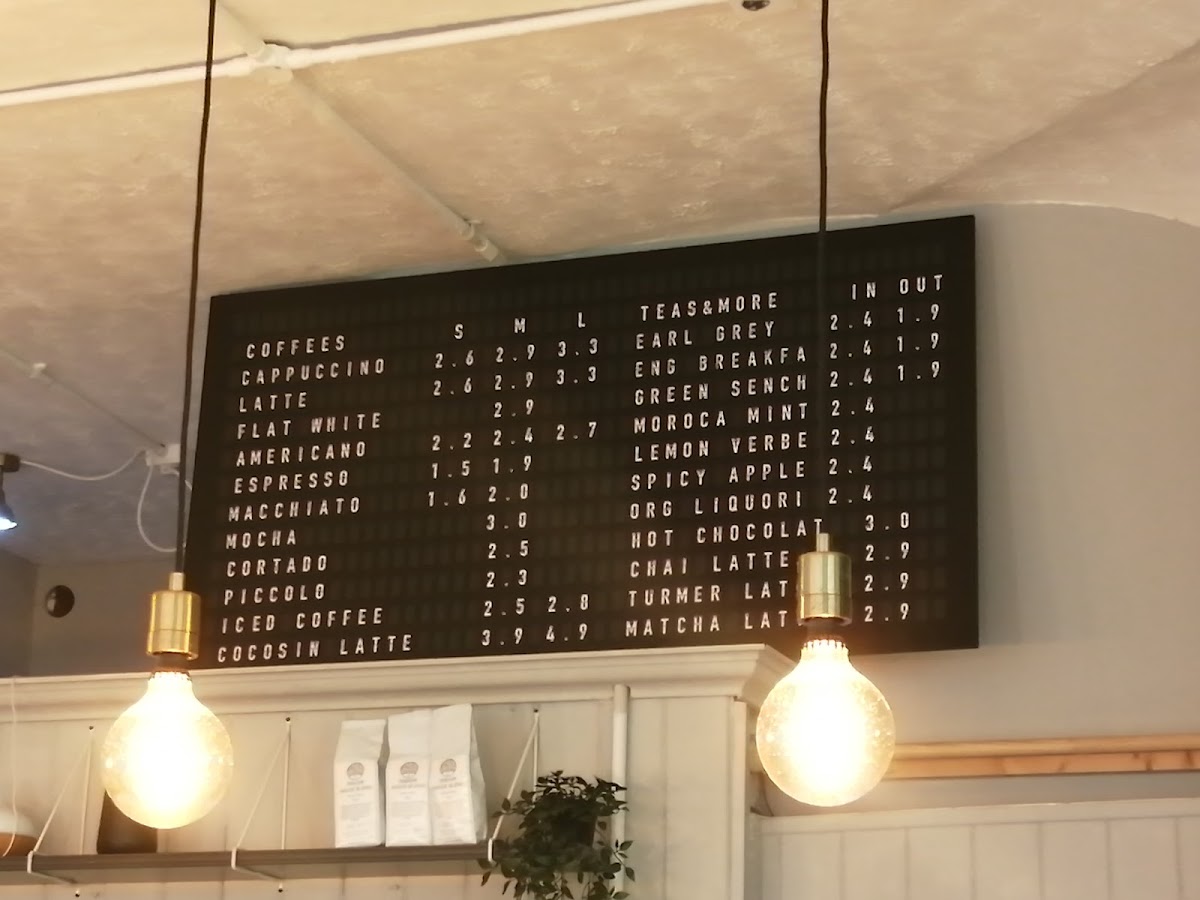 COFFEES S M L
CAPPUCCINO 2.6 2.9 3.3
LATTE 2.6 2.9 3.3
FLAT WHITE 2.9
AMERICANO 2.2 2.4 2.7
ESPRESSO 1.5 1.9
MACCHIATO 1.6 2.0
MOCHA 3.0
CORTADO 2.5
PICCOLO 2.3
ICED COFFEE 2.5 2.8
COCOSIN LATTE 3.9 4.9
TEAS&MORE IN OUT
EARL GREY 2.4 1.9
ENG BREAKFA 2.4 1.9
GREEN SENCH 2.4 1.9
MOROCA MINT 2.4
LEMON VERBE 2.4
SPICY APPLE 2.4
ORG LIQUORI 2.4
HOT CHOCOLAT 3.0
CHAI LATTE 2.9
TURMER LAT 2.9
MATCHA LAT 2.9